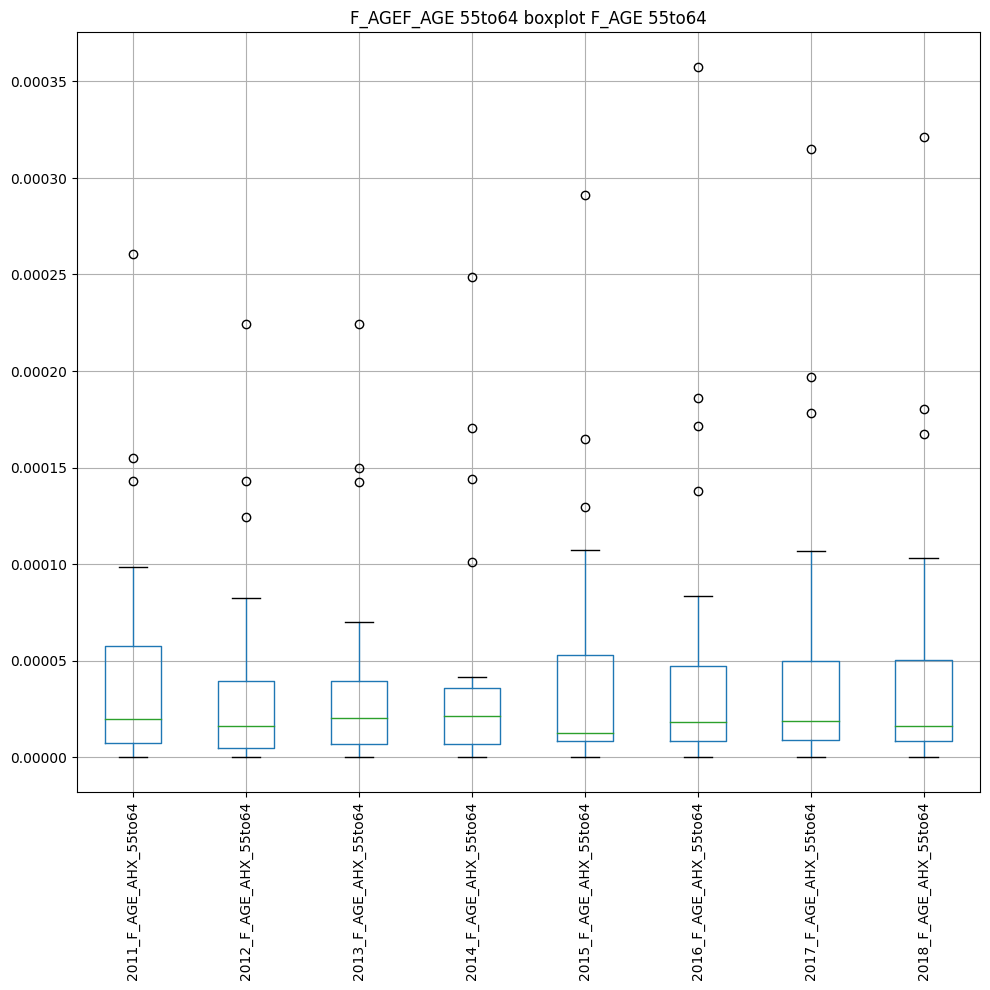 F_AGEF_AGE 55to64 boxplot F_AGE 55to64
0.00035
0.00030
0.00025
0.00020
0.00015
0.00010
0.00005
0.00000
2011_F_AGE_AHX_55to64
2012_F_AGE_AHX_55to64
2013_F_AGE_AHX_55to64
2014_F_AGE_AHX_55to64
2015_F_AGE_AHX_55to64
2016_F_AGE_AHX_55to64
2017_F_AGE_AHX_55to64
2018_F_AGE_AHX_55to64